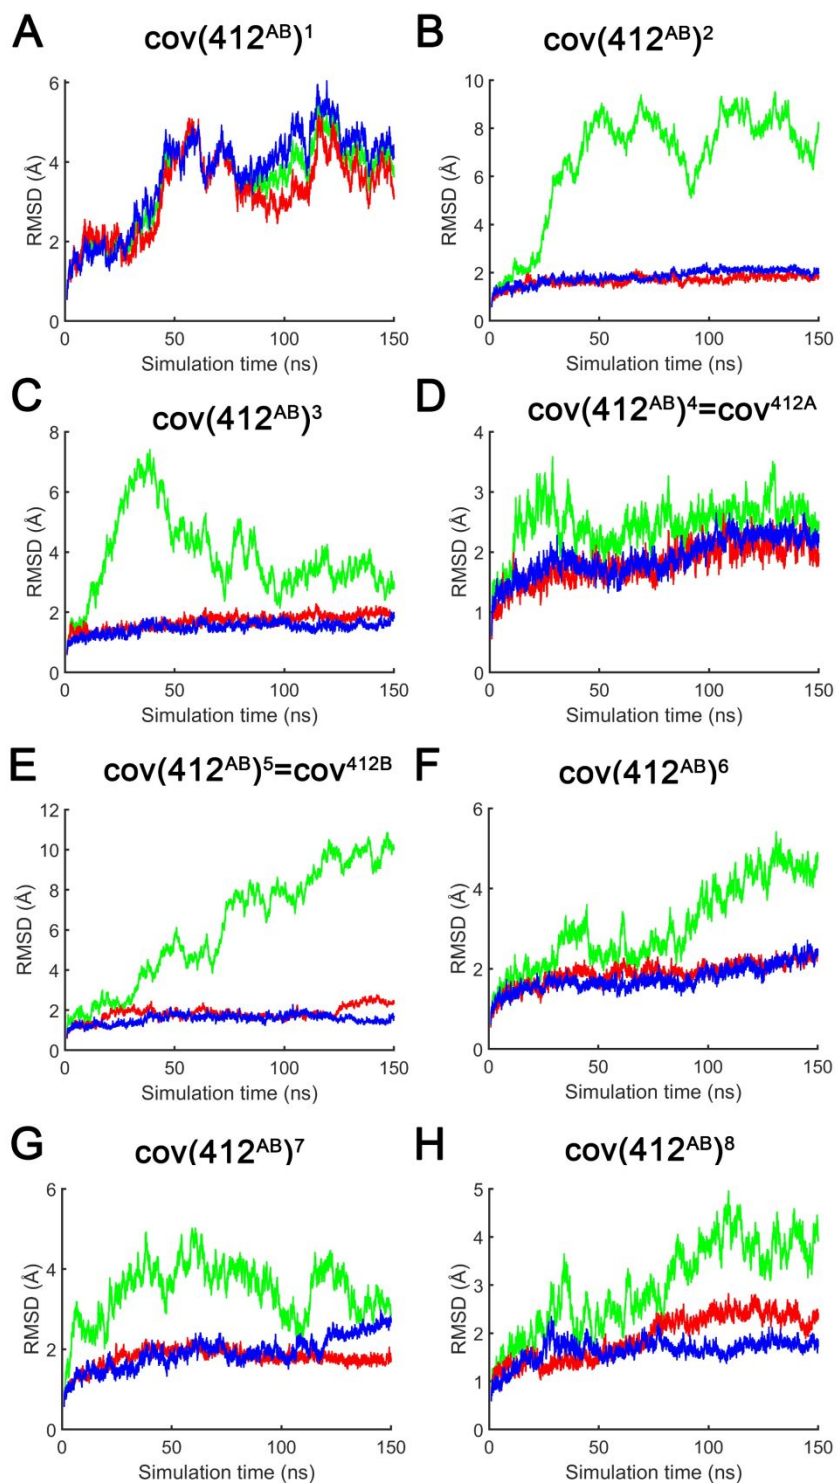 A cov(412^AB)^1
6
4
2
0
RMSD (Å)
0 50 100 150
Simulation time (ns)
B cov(412^AB)^2
10
8
6
4
2
0
RMSD (Å)
0 50 100 150
Simulation time (ns)
C cov(412^AB)^3
8
6
4
2
0
RMSD (Å)
0 50 100 150
Simulation time (ns)
D cov(412^AB)^4=cov^412A
4
3
2
1
0
RMSD (Å)
0 50 100 150
Simulation time (ns)
E cov(412^AB)^5=cov^412B
12
10
8
6
4
2
0
RMSD (Å)
0 50 100 150
Simulation time (ns)
F cov(412^AB)^6
6
4
2
0
RMSD (Å)
0 50 100 150
Simulation time (ns)
G cov(412^AB)^7
6
4
2
0
RMSD (Å)
0 50 100 150
Simulation time (ns)
H cov(412^AB)^8
5
4
3
2
1
0
RMSD (Å)
0 50 100 150
Simulation time (ns)